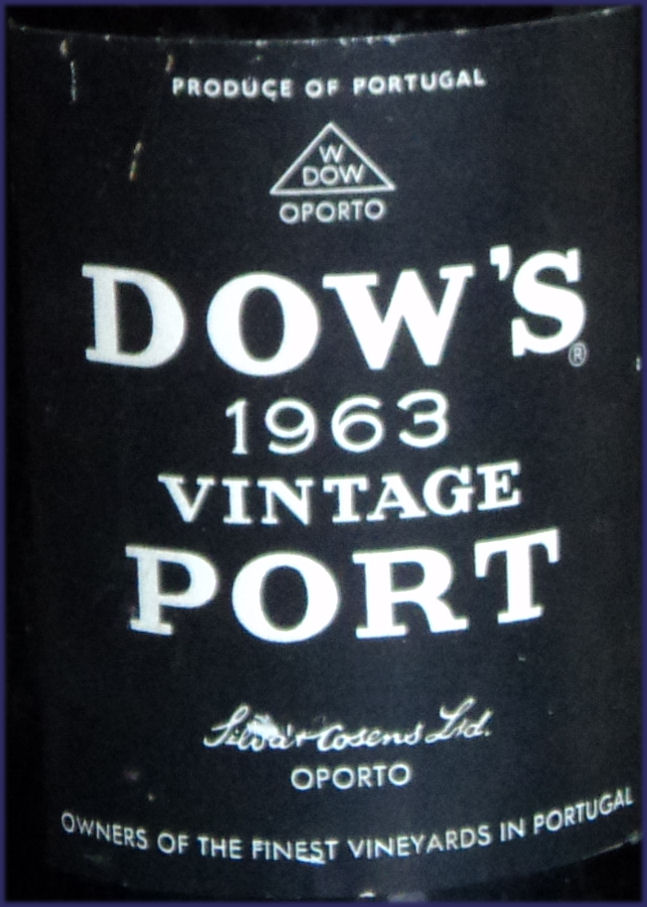 PRODUCE OF PORTUGAL
W
DOW
OPORTO
DOW'S®
1963
VINTAGE
PORT
Silva & Cosens Ltd.
OPORTO
OWNERS OF THE FINEST VINEYARDS IN PORTUGAL